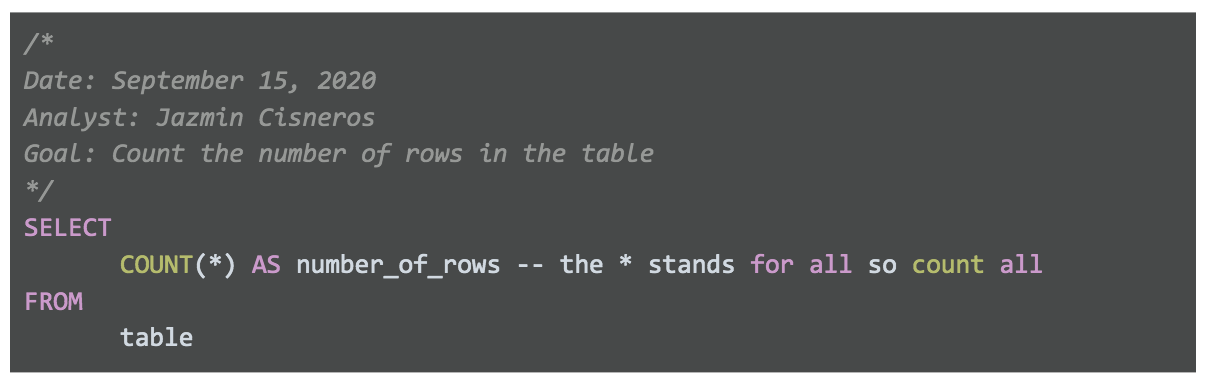 /*
Date: September 15, 2020
Analyst: Jazmin Cisneros
Goal: Count the number of rows in the table
*/
SELECT
COUNT(*) AS number_of_rows -- the * stands for all so count all
FROM
table